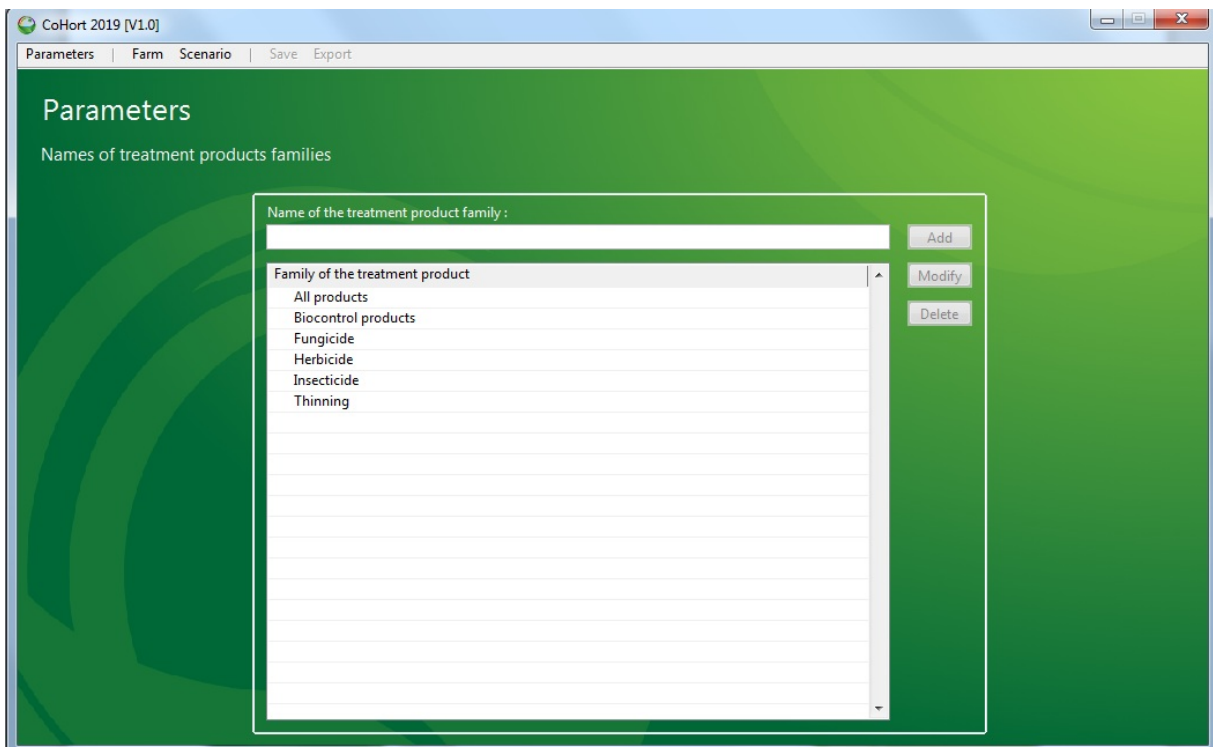 CoHort 2019 [V1.0]
Parameters | Farm Scenario | Save Export
Parameters
Names of treatment products families
Name of the treatment product family :
Add
Family of the treatment product
Modify
All products
Biocontrol products
Delete
Fungicide
Herbicide
Insecticide
Thinning